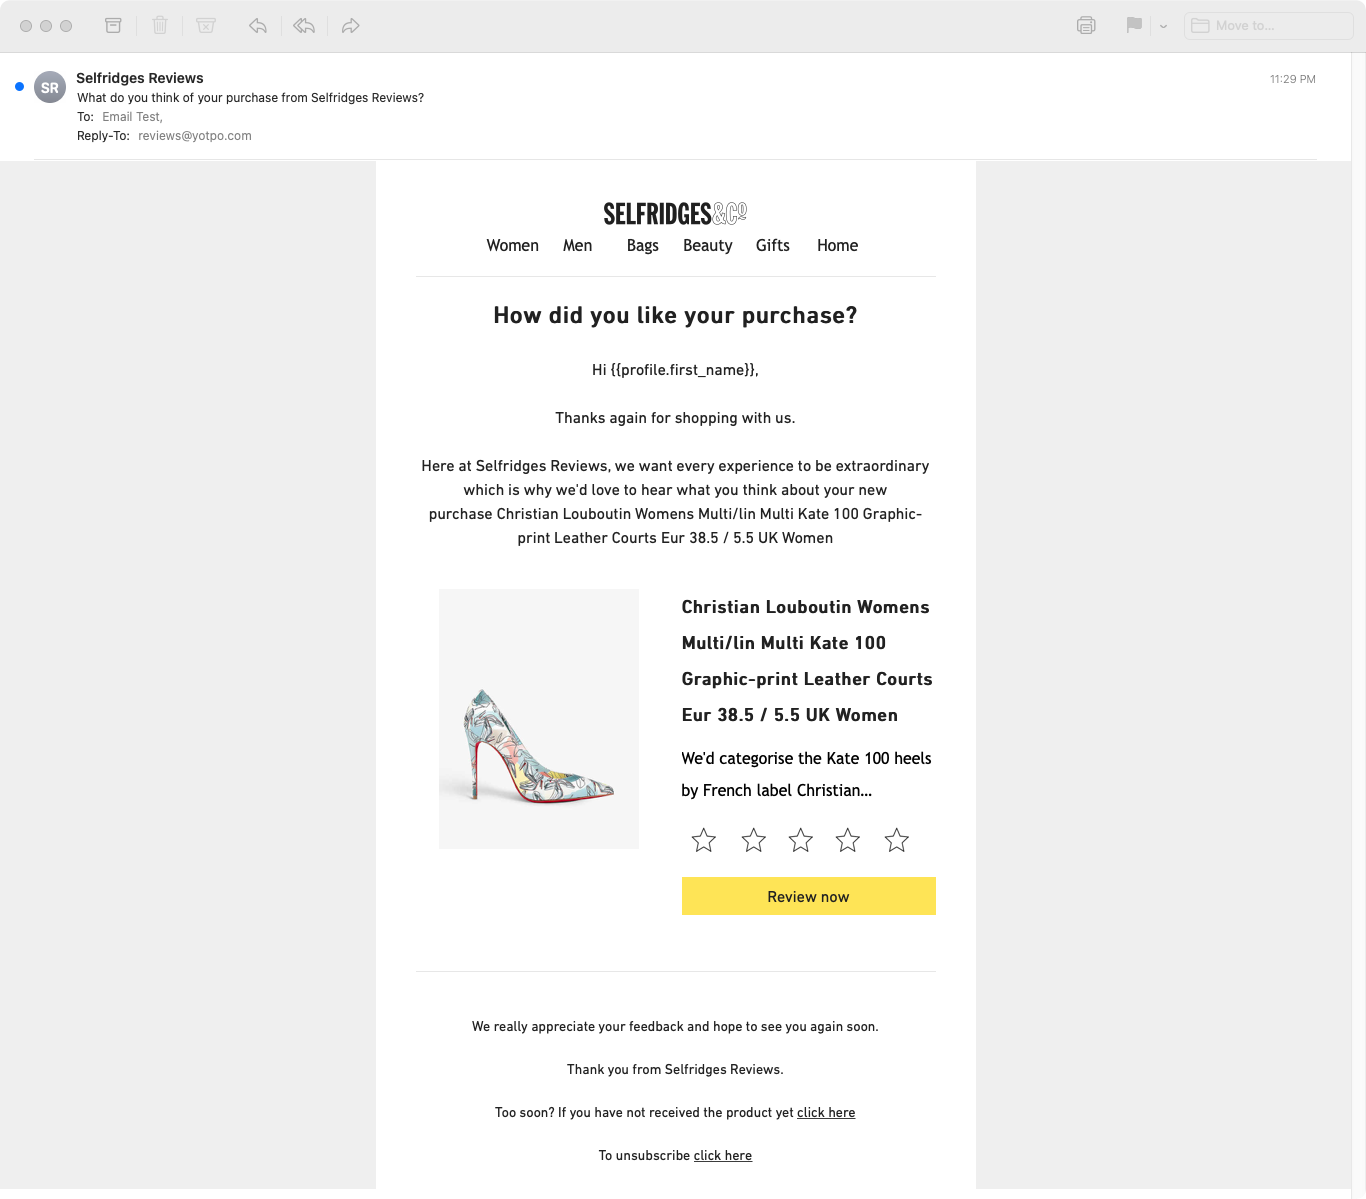 Move to...
SR
Selfridges Reviews
11:29 PM
What do you think of your purchase from Selfridges Reviews?
To: Email Test,
Reply-To: reviews@yotpo.com
SELFRIDGES&CO
Women Men Bags Beauty Gifts Home
How did you like your purchase?
Hi {{profile.first_name}},
Thanks again for shopping with us.
Here at Selfridges Reviews, we want every experience to be extraordinary
which is why we'd love to hear what you think about your new
purchase Christian Louboutin Womens Multi/lin Multi Kate 100 Graphic-
print Leather Courts Eur 38.5 / 5.5 UK Women
Christian Louboutin Womens
Multi/lin Multi Kate 100
Graphic-print Leather Courts
Eur 38.5 / 5.5 UK Women
We'd categorise the Kate 100 heels
by French label Christian...
Review now
We really appreciate your feedback and hope to see you again soon.
Thank you from Selfridges Reviews.
Too soon? If you have not received the product yet click here
To unsubscribe click here